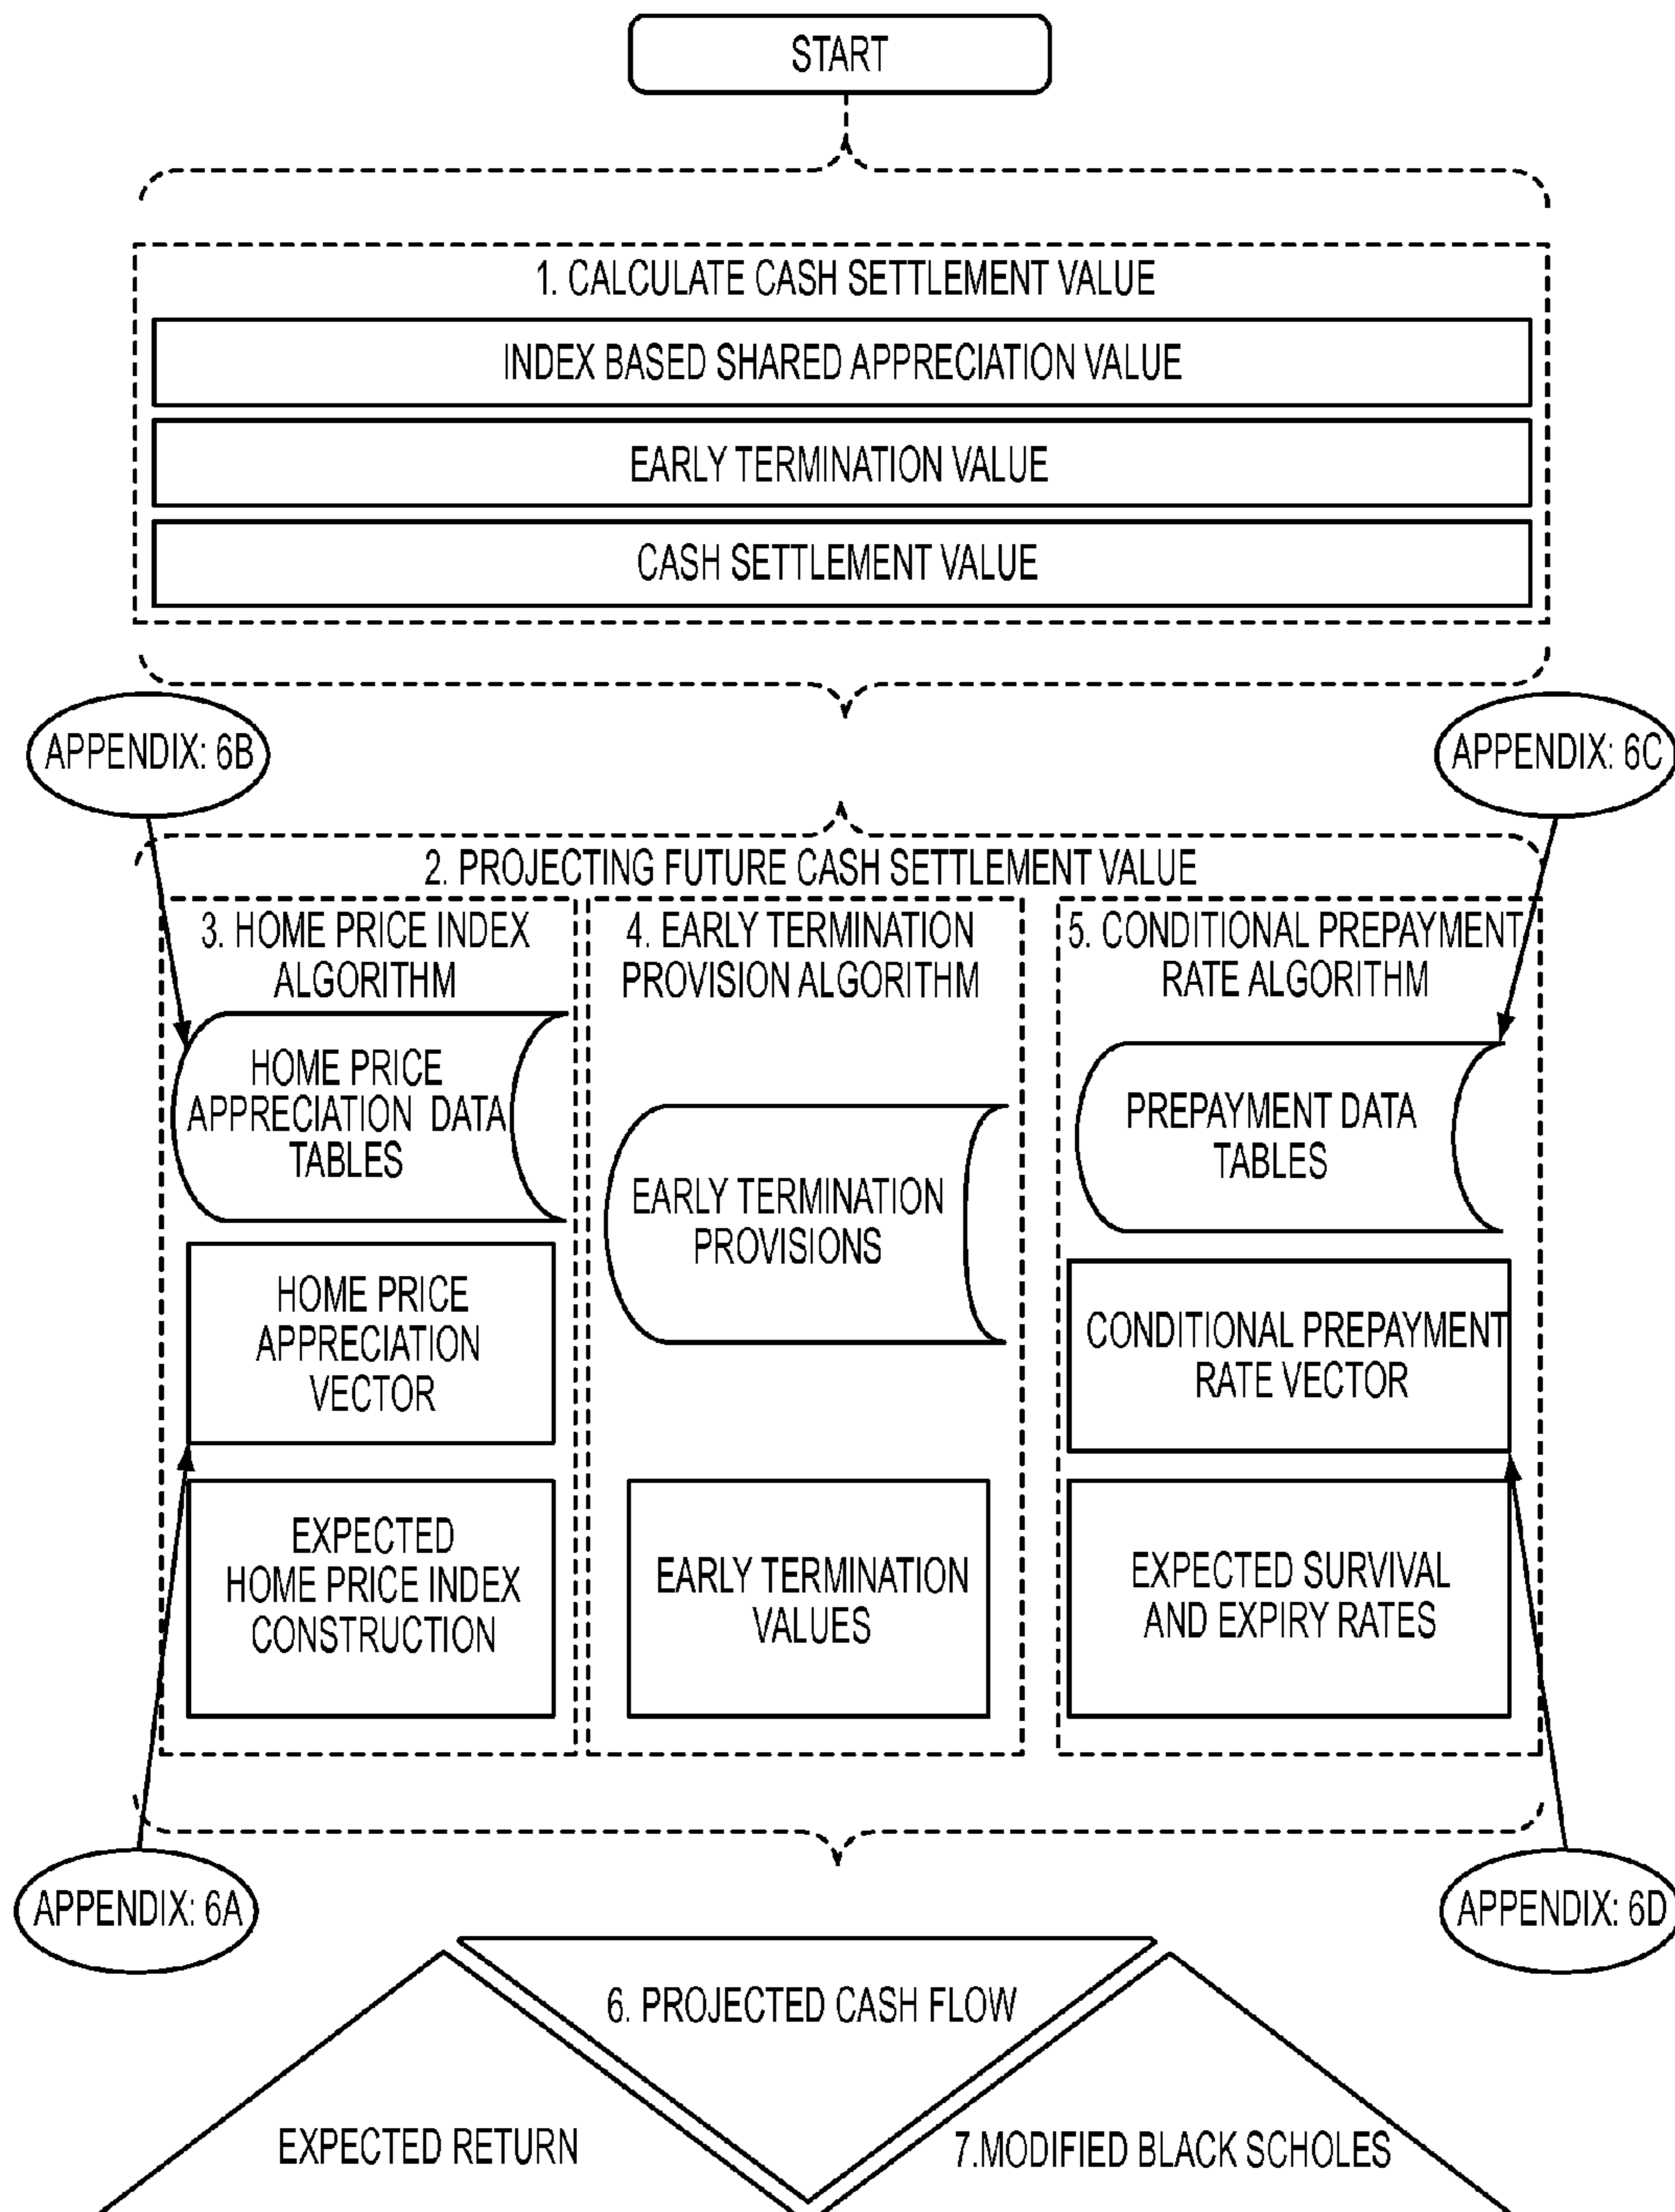 START
1. CALCULATE CASH SETTLEMENT VALUE
INDEX BASED SHARED APPRECIATION VALUE
EARLY TERMINATION VALUE
CASH SETTLEMENT VALUE
APPENDIX: 6B
APPENDIX: 6C
2. PROJECTING FUTURE CASH SETTLEMENT VALUE
3. HOME PRICE INDEX
ALGORITHM
HOME PRICE
APPRECIATION DATA
TABLES
HOME PRICE
APPRECIATION
VECTOR
EXPECTED
HOME PRICE INDEX
CONSTRUCTION
4. EARLY TERMINATION
PROVISION ALGORITHM
EARLY TERMINATION
PROVISIONS
EARLY TERMINATION
VALUES
5. CONDITIONAL PREPAYMENT
RATE ALGORITHM
PREPAYMENT DATA
TABLES
CONDITIONAL PREPAYMENT
RATE VECTOR
EXPECTED SURVIVAL
AND EXPIRY RATES
APPENDIX: 6A
APPENDIX: 6D
6. PROJECTED CASH FLOW
EXPECTED RETURN
7.MODIFIED BLACK SCHOLES